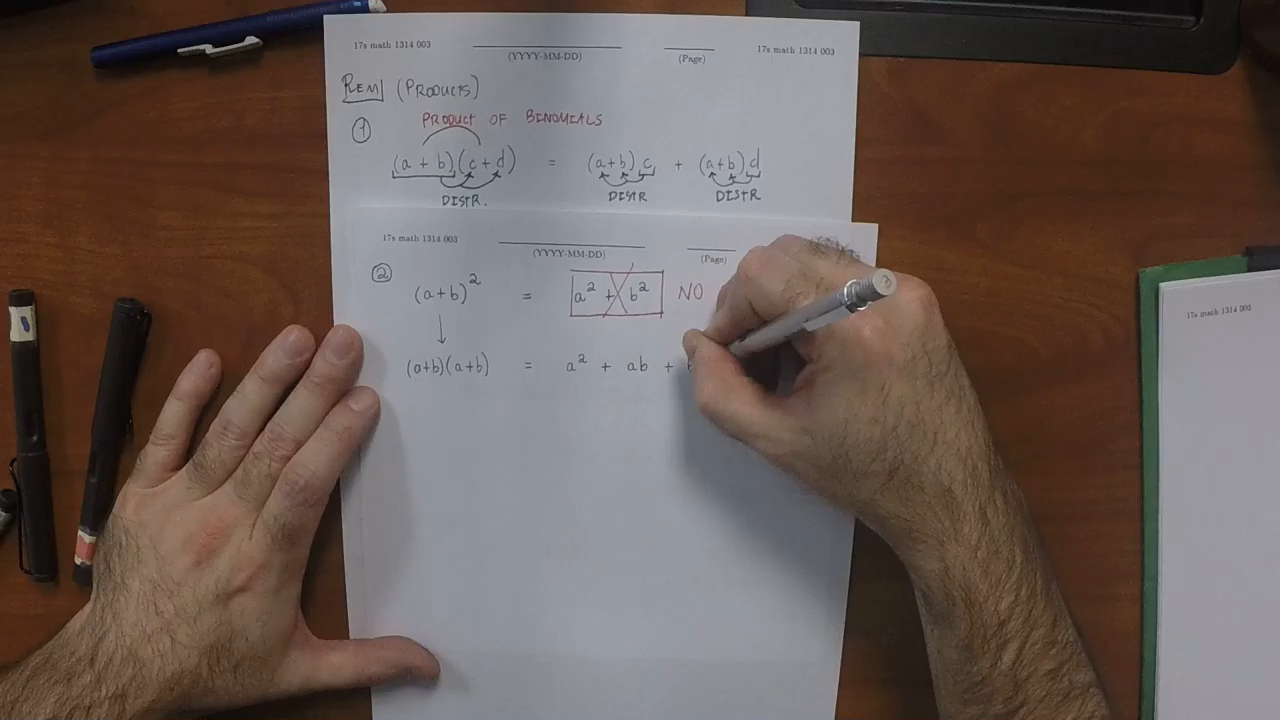 17s math 1314 003 (YYYY-MM-DD) (Page) 17s math 1314 003
REM (PRODUCTS)
① PRODUCT OF BINOMIALS
(a + b)(c + d) = (a+b)c + (a+b)d
DISTR. DISTR DISTR
17s math 1314 003 (YYYY-MM-DD) (Page)
② (a+b)² = a² + b² NO
(a+b)(a+b) = a² + ab + b
17s math 1314 003